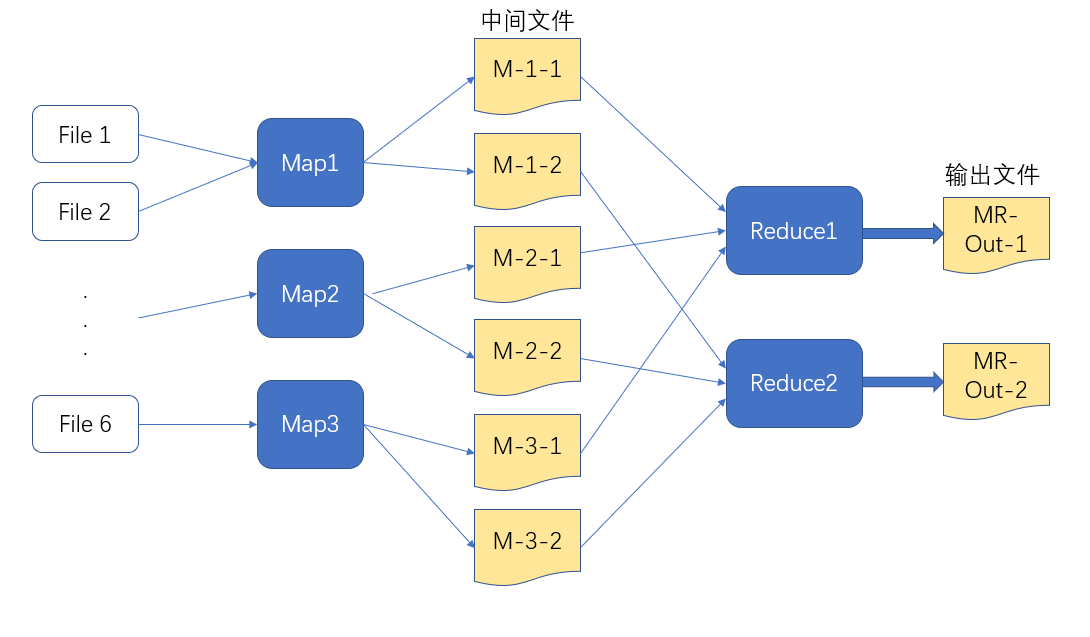 中间文件
M-1-1
File 1
Map1
M-1-2
File 2
输出文件
MR-
Out-1
Reduce1
M-2-1
Map2
.
.
.
M-2-2
Reduce2
MR-
Out-2
File 6
Map3
M-3-1
M-3-2